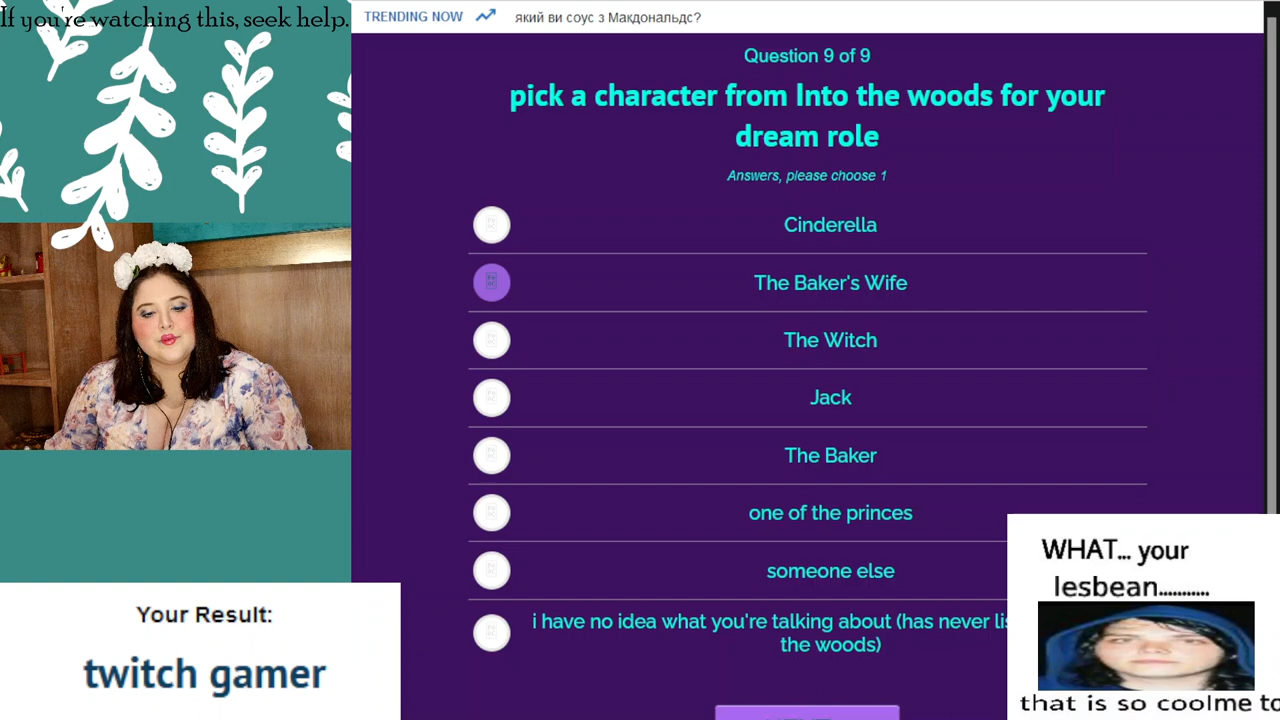 If you're watching this, seek help.
TRENDING NOW
який ви соус з Макдональдс?
Question 9 of 9
pick a character from Into the woods for your
dream role
Answers, please choose 1
Cinderella
The Baker's Wife
The Witch
Jack
The Baker
one of the princes
someone else
i have no idea what you're talking about (has never
the woods)
Your Result:
twitch gamer
WHAT... your
lesbean...........
that is so coolme